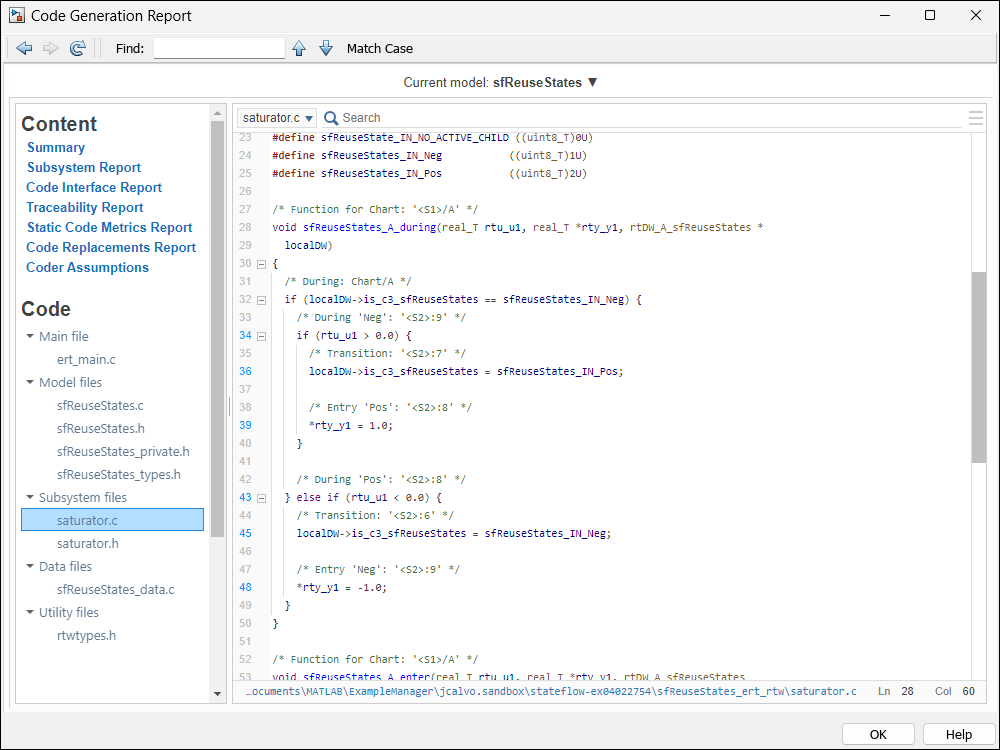 Code Generation Report
Find:
Match Case
Current model: sfReuseStates ▼
Content
Summary
Subsystem Report
Code Interface Report
Traceability Report
Static Code Metrics Report
Code Replacements Report
Coder Assumptions
Code
Main file
ert_main.c
Model files
sfReuseStates.c
sfReuseStates.h
sfReuseStates_private.h
sfReuseStates_types.h
Subsystem files
saturator.c
saturator.h
Data files
sfReuseStates_data.c
Utility files
rtwtypes.h
saturator.c
Search
23 #define sfReuseState_IN_NO_ACTIVE_CHILD ((uint8_T)0U)
24 #define sfReuseStates_IN_Neg ((uint8_T)1U)
25 #define sfReuseStates_IN_Pos ((uint8_T)2U)
26
27 /* Function for Chart: '<S1>/A' */
28 void sfReuseStates_A_during(real_T rtu_u1, real_T *rty_y1, rtDW_A_sfReuseStates *
29 localDW)
30 {
31 /* During: Chart/A */
32 if (localDW->is_c3_sfReuseStates == sfReuseStates_IN_Neg) {
33 /* During 'Neg': '<S2>:9' */
34 if (rtu_u1 > 0.0) {
35 /* Transition: '<S2>:7' */
36 localDW->is_c3_sfReuseStates = sfReuseStates_IN_Pos;
37
38 /* Entry 'Pos': '<S2>:8' */
39 *rty_y1 = 1.0;
40 }
41
42 /* During 'Pos': '<S2>:8' */
43 } else if (rtu_u1 < 0.0) {
44 /* Transition: '<S2>:6' */
45 localDW->is_c3_sfReuseStates = sfReuseStates_IN_Neg;
46
47 /* Entry 'Neg': '<S2>:9' */
48 *rty_y1 = -1.0;
49 }
50 }
51
52 /* Function for Chart: '<S1>/A' */
53 void sfReuseStates_A_enter(real_T rtu_u1, real_T *rty_y1, rtDW_A_sfReuseStates
…ocuments\MATLAB\ExampleManager\jcalvo.sandbox\stateflow-ex04022754\sfReuseStates_ert_rtw\saturator.c Ln 28 Col 60
OK
Help